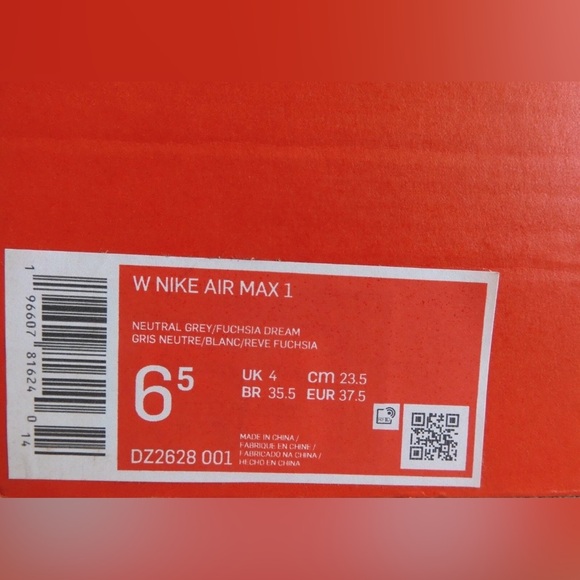 W NIKE AIR MAX 1
NEUTRAL GREY/FUCHSIA DREAM
GRIS NEUTRE/BLANC/REVE FUCHSIA
6⁵
UK 4 cm 23.5
BR 35.5 EUR 37.5
DZ2628 001
MADE IN CHINA /
FABRIQUE EN CHINE /
FABRICADO NA CHINA /
HECHO EN CHINA
1 96607 81624 0 14